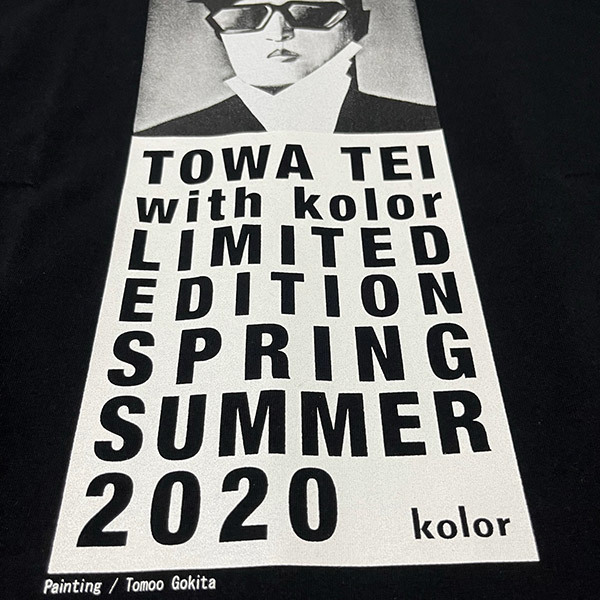 TOWA TEI
with kolor
LIMITED
EDITION
SPRING
SUMMER
2020
kolor
Painting / Tomoo Gokita